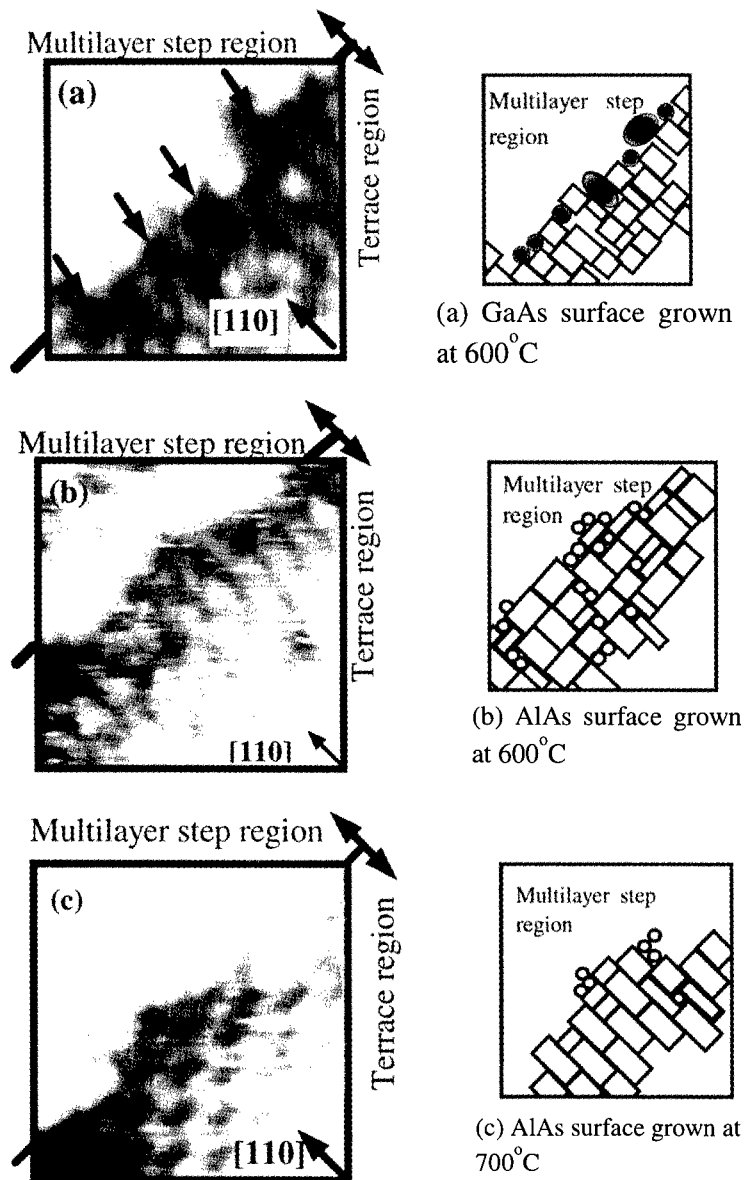 Multilayer step region
(a)
Terrace region
[110]
Multilayer step
region
(a) GaAs surface grown
at 600°C
Multilayer step region
(b)
Terrace region
[110]
Multilayer step
region
(b) AlAs surface grown
at 600°C
Multilayer step region
(c)
Terrace region
[110]
Multilayer step
region
(c) AlAs surface grown at
700°C